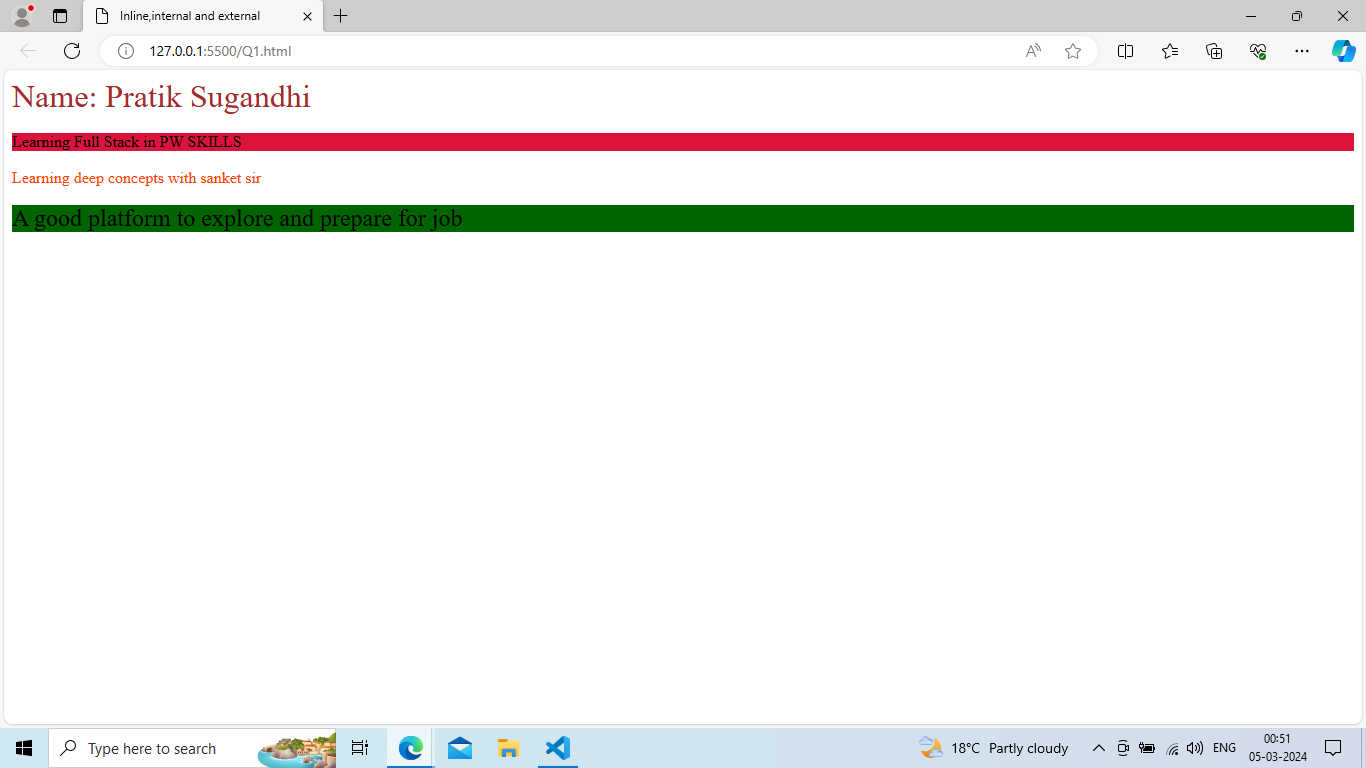 Inline,internal and external
127.0.0.1:5500/Q1.html
Name: Pratik Sugandhi
Learning Full Stack in PW SKILLS
Learning deep concepts with sanket sir
A good platform to explore and prepare for job
Type here to search
18°C Partly cloudy
ENG
00:51
05-03-2024